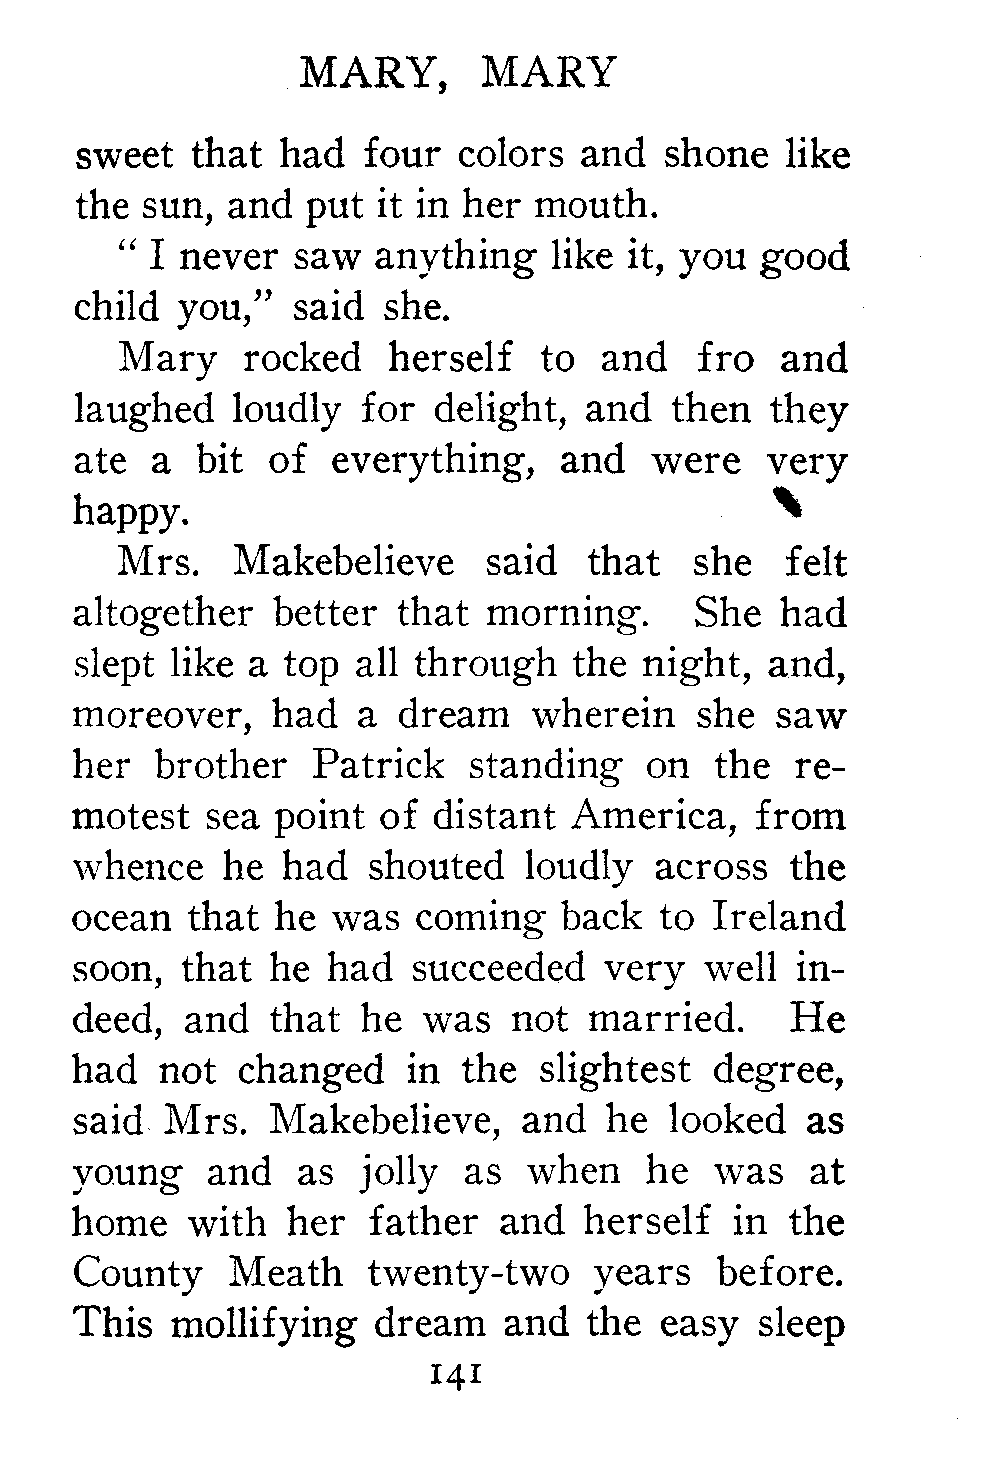 MARY, MARY
sweet that had four colors and shone like
the sun, and put it in her mouth.
“ I never saw anything like it, you good
child you,” said she.
Mary rocked herself to and fro and
laughed loudly for delight, and then they
ate a bit of everything, and were very
happy.
Mrs. Makebelieve said that she felt
altogether better that morning. She had
slept like a top all through the night, and,
moreover, had a dream wherein she saw
her brother Patrick standing on the re-
motest sea point of distant America, from
whence he had shouted loudly across the
ocean that he was coming back to Ireland
soon, that he had succeeded very well in-
deed, and that he was not married. He
had not changed in the slightest degree,
said Mrs. Makebelieve, and he looked as
young and as jolly as when he was at
home with her father and herself in the
County Meath twenty-two years before.
This mollifying dream and the easy sleep
141